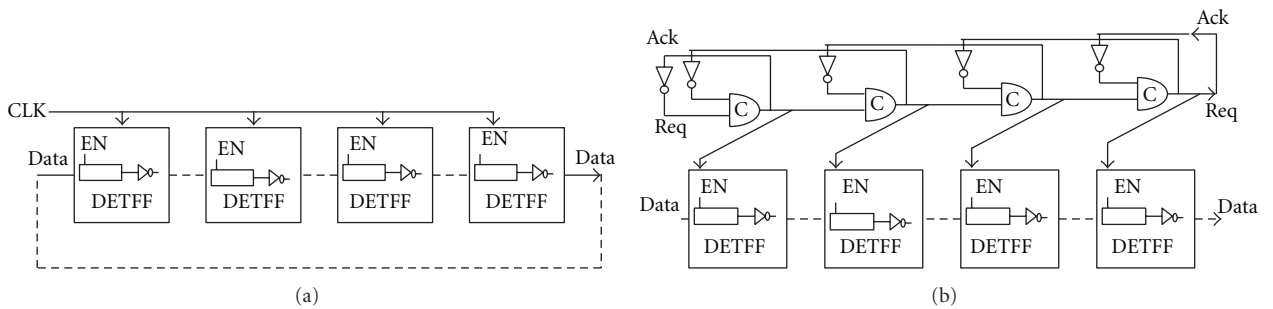 CLK
Data
EN
DETFF
EN
DETFF
EN
DETFF
EN
DETFF
Data
(a)
Ack
Req
C
C
C
C
Ack
Req
Data
EN
DETFF
EN
DETFF
EN
DETFF
EN
DETFF
Data
(b)